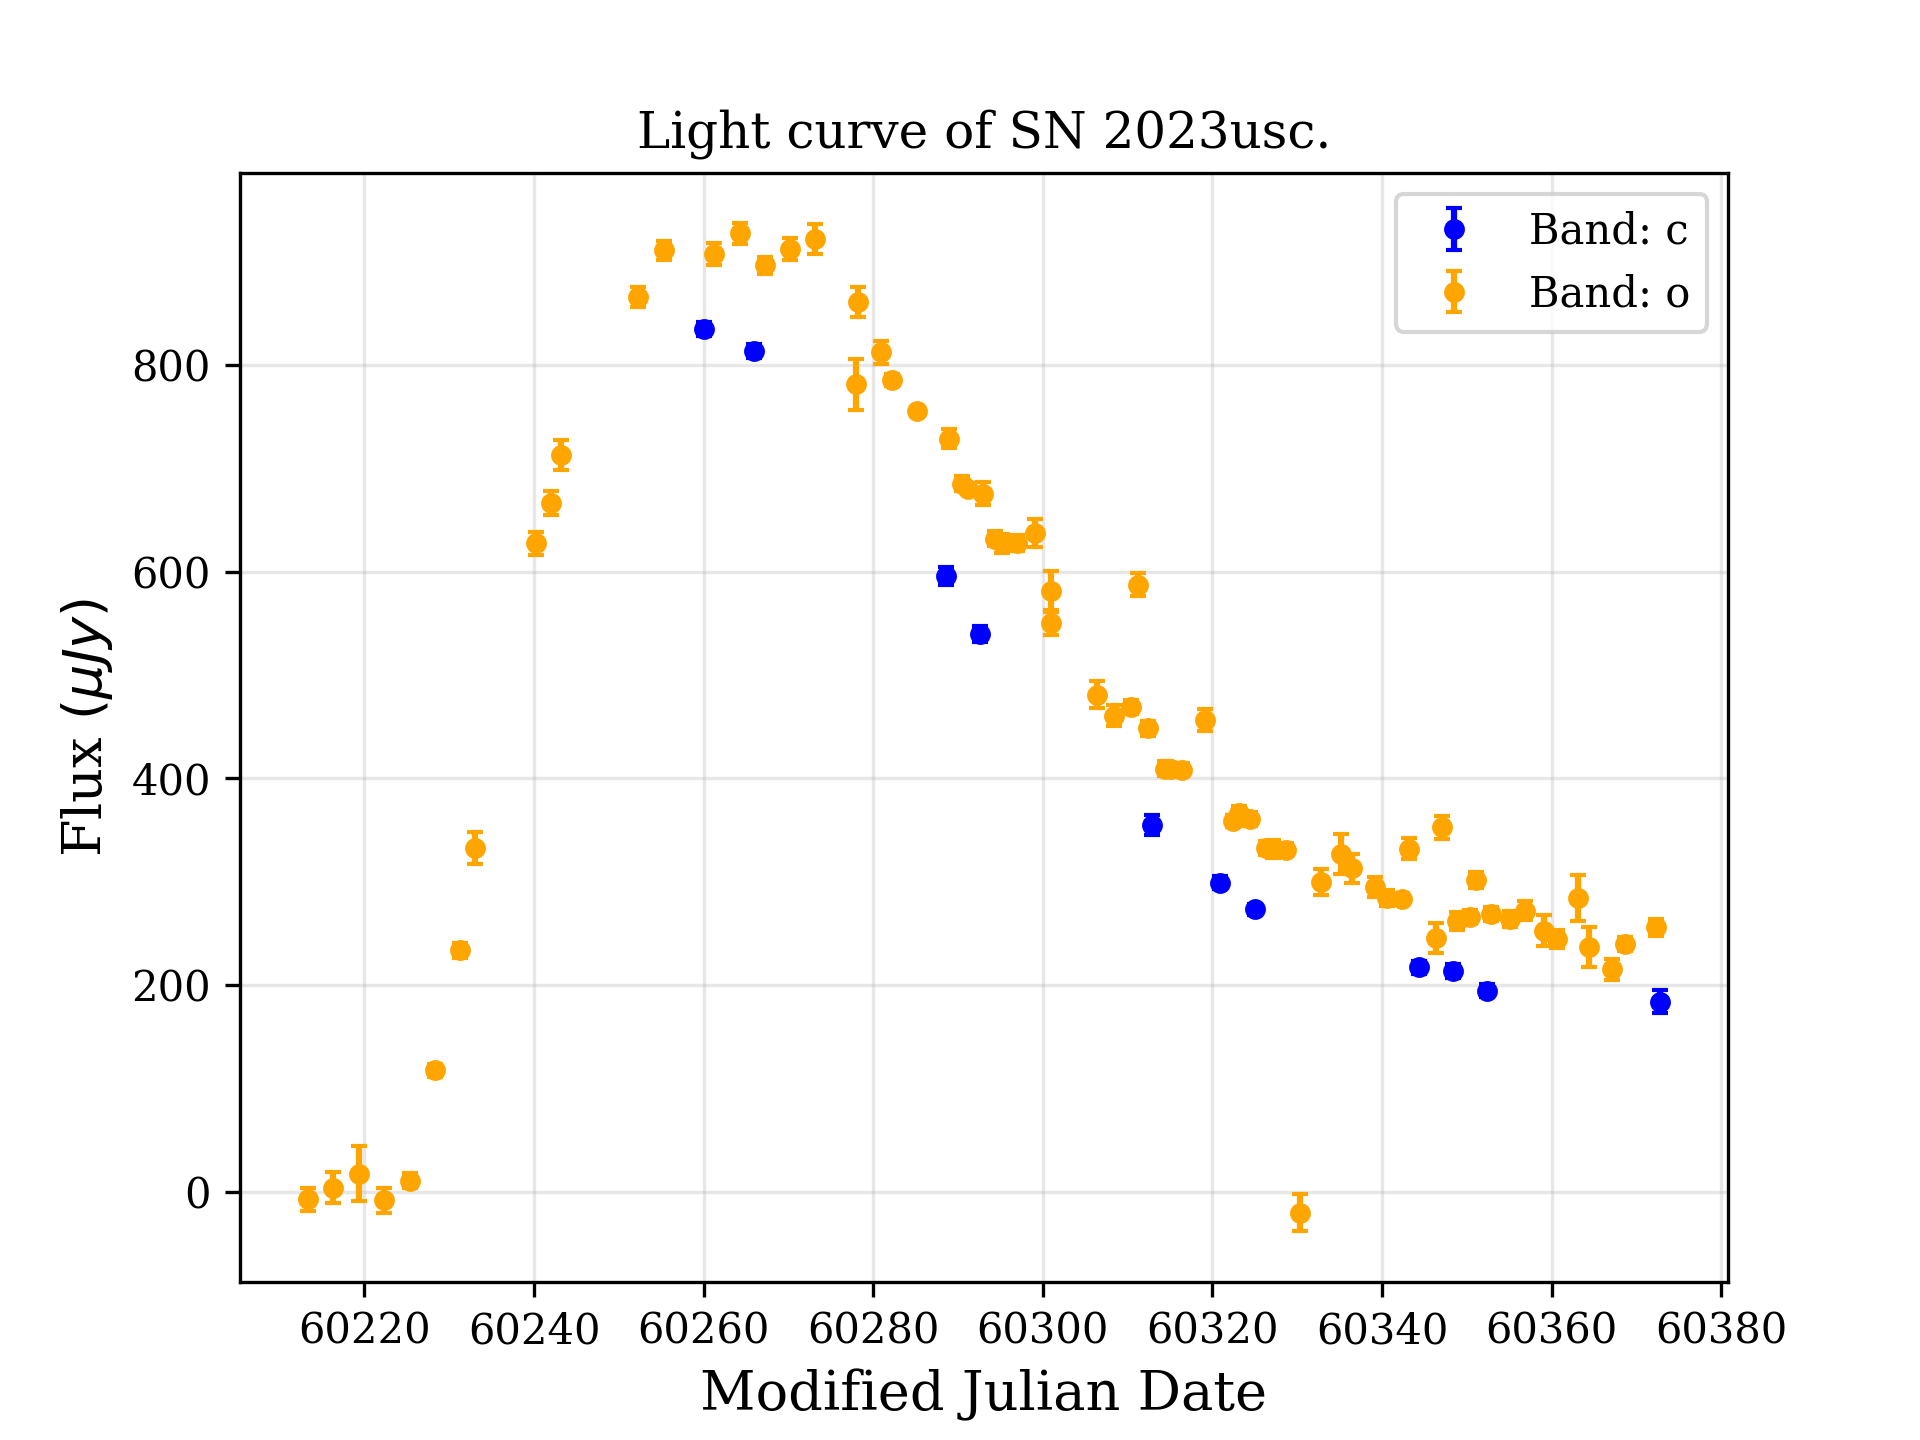 Light curve of SN 2023usc.
Band: c
Band: o
800
600
400
200
0
Flux (μJy)
60220 60240 60260 60280 60300 60320 60340 60360 60380
Modified Julian Date